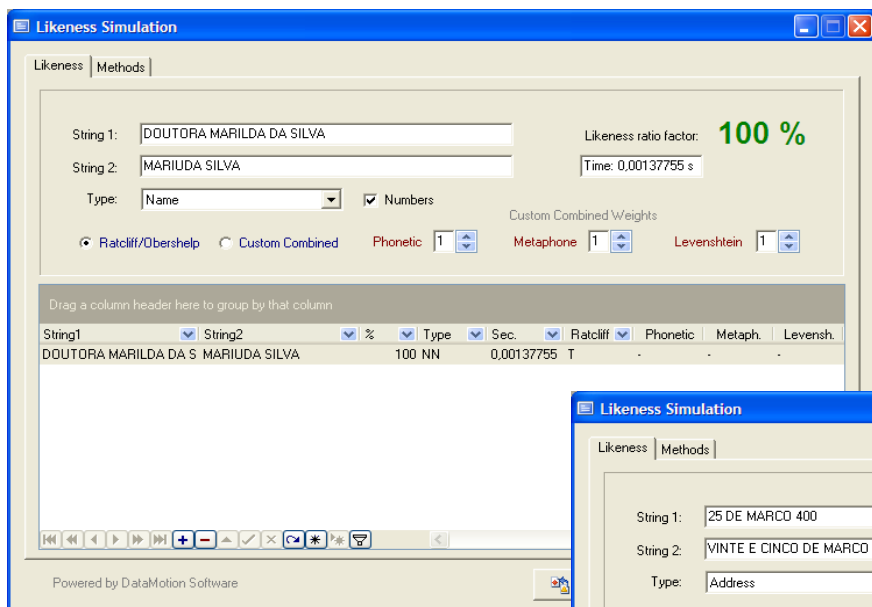 Likeness Simulation
Likeness Methods
String 1: DOUTORA MARILDA DA SILVA Likeness ratio factor: 100 %
String 2: MARIUDA SILVA Time: 0,00137755 s
Type: Name Numbers
Custom Combined Weights
Ratcliff/Obershelp Custom Combined Phonetic 1 Metaphone 1 Levenshtein 1
Drag a column header here to group by that column
String1 String2 % Type Sec. Ratcliff Phonetic Metaph. Levensh.
DOUTORA MARILDA DA S MARIUDA SILVA 100 NN 0,00137755 T - - -
Powered by DataMotion Software
Likeness Simulation
Likeness Methods
String 1: 25 DE MARCO 400
String 2: VINTE E CINCO DE MARCO
Type: Address